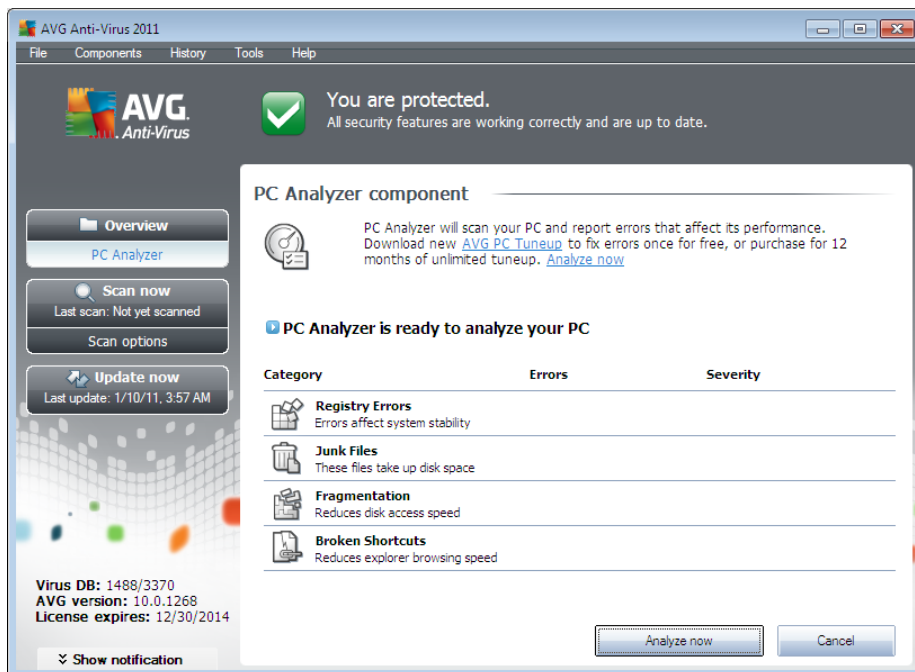 AVG Anti-Virus 2011
File Components History Tools Help
AVG.
Anti-Virus
You are protected.
All security features are working correctly and are up to date.
Overview
PC Analyzer
Scan now
Last scan: Not yet scanned
Scan options
Update now
Last update: 1/10/11, 3:57 AM
Virus DB: 1488/3370
AVG version: 10.0.1268
License expires: 12/30/2014
Show notification
PC Analyzer component
PC Analyzer will scan your PC and report errors that affect its performance.
Download new AVG PC Tuneup to fix errors once for free, or purchase for 12
months of unlimited tuneup. Analyze now
PC Analyzer is ready to analyze your PC
Category Errors Severity
Registry Errors
Errors affect system stability
Junk Files
These files take up disk space
Fragmentation
Reduces disk access speed
Broken Shortcuts
Reduces explorer browsing speed
Analyze now Cancel